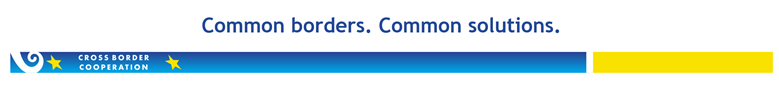 Common borders. Common solutions.
CROSS BORDER
COOPERATION